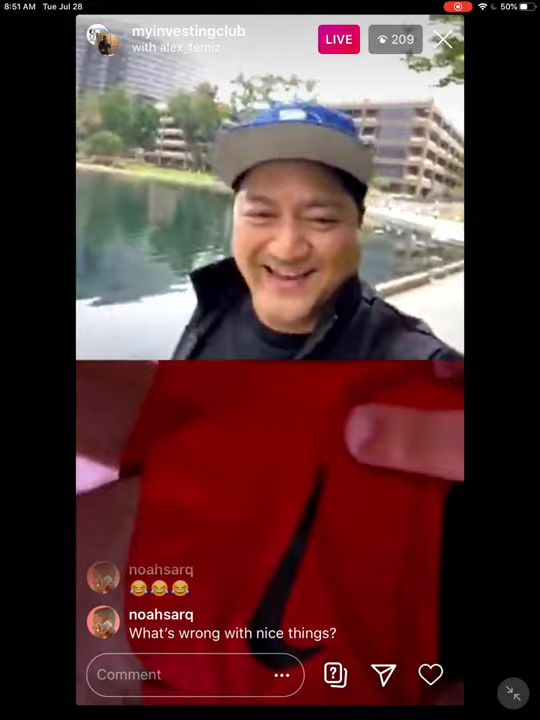 8:51 AM Tue Jul 28
50%
myinvestingclub
with alex_temiz
LIVE
209
noahsarq
😂😂😂
noahsarq
What's wrong with nice things?
Comment